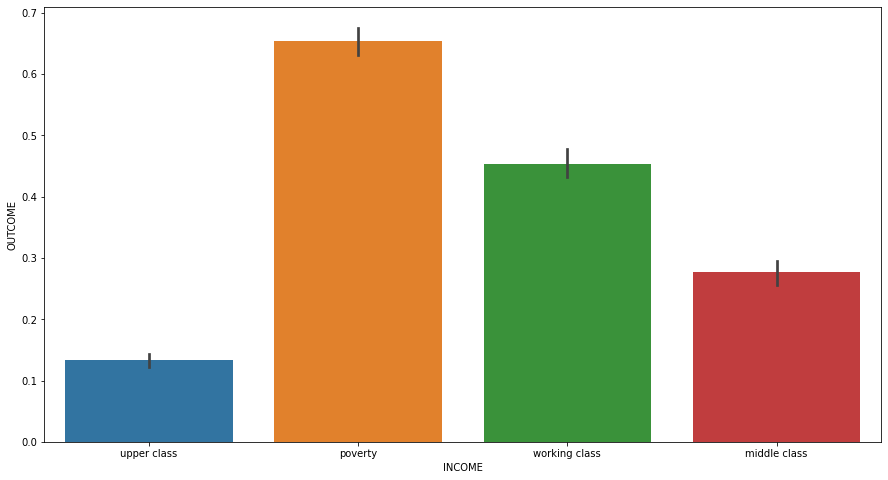 0.7
0.6
0.5
0.4
0.3
0.2
0.1
0.0
OUTCOME
upper class
poverty
working class
middle class
INCOME